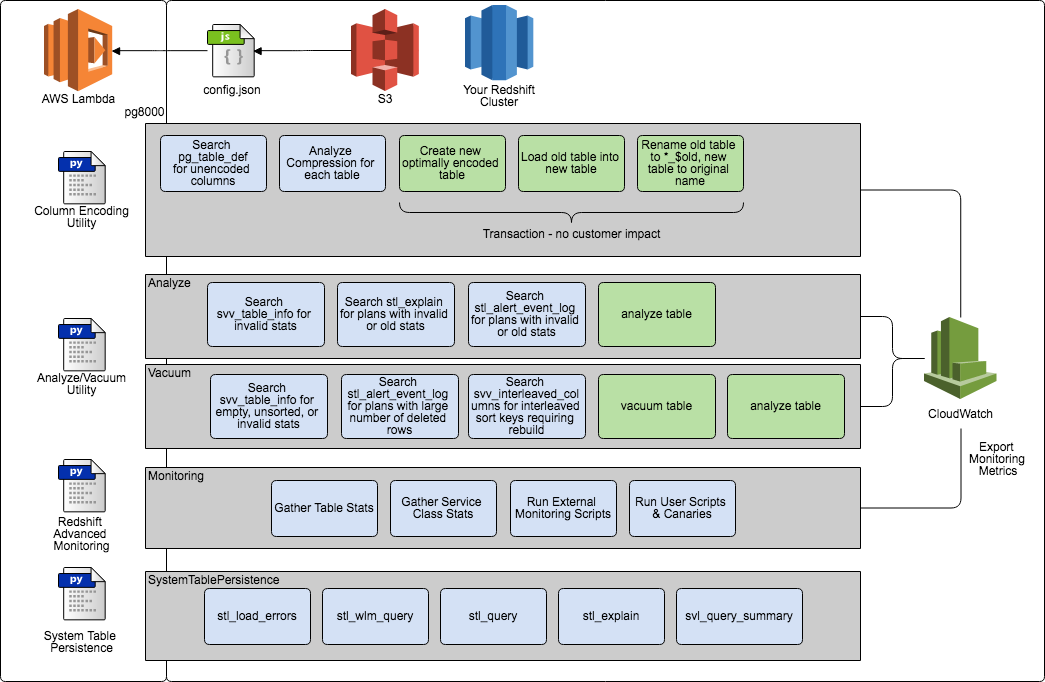 js
{ }
AWS Lambda
config.json
S3
Your Redshift
Cluster
pg8000
Search
pg_table_def
for unencoded
columns
Analyze
Compression for
each table
Create new
optimally encoded
table
Load old table into
new table
Rename old table
to *_$old, new
table to original
name
py
Column Encoding
Utility
Transaction - no customer impact
Analyze
Search
svv_table_info for
invalid stats
Search stl_explain
for plans with invalid
or old stats
Search
stl_alert_event_log
for plans with invalid
or old stats
analyze table
py
Analyze/Vacuum
Utility
Vacuum
Search
svv_table_info for
empty, unsorted, or
invalid stats
Search
stl_alert_event_log
for plans with large
number of deleted
rows
Search
svv_interleaved_col
umns for interleaved
sort keys requiring
rebuild
vacuum table
analyze table
CloudWatch
Export
Monitoring
Metrics
py
Redshift
Advanced
Monitoring
Monitoring
Gather Table Stats
Gather Service
Class Stats
Run External
Monitoring Scripts
Run User Scripts
& Canaries
py
System Table
Persistence
SystemTablePersistence
stl_load_errors
stl_wlm_query
stl_query
stl_explain
svl_query_summary